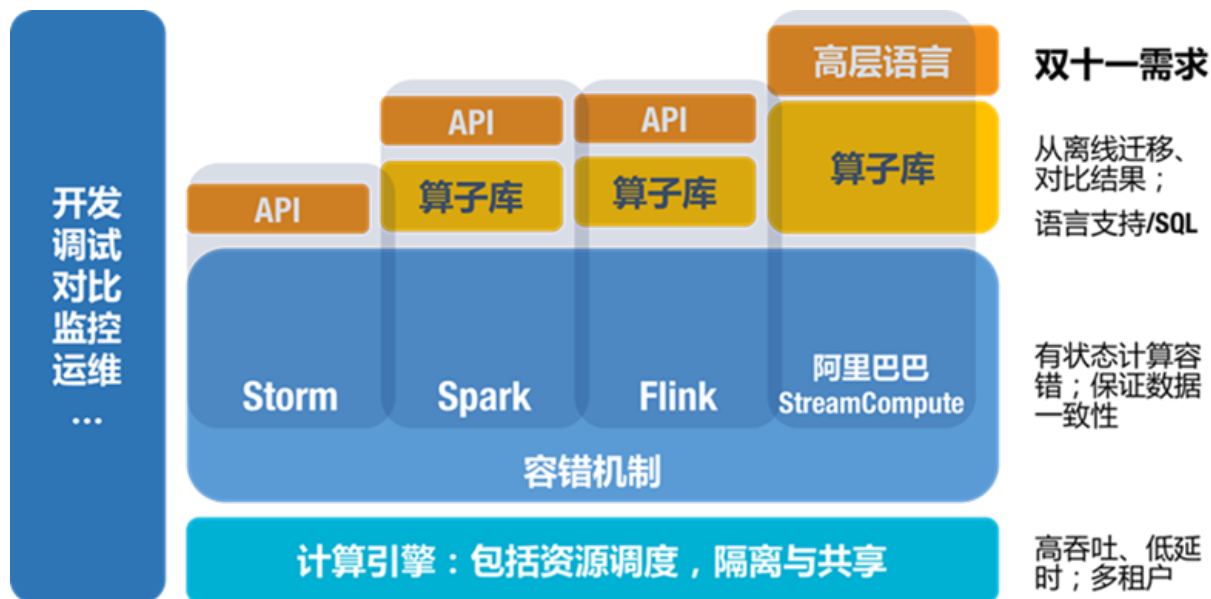 开发
调试
对比
监控
运维
...
API
Storm
API
算子库
Spark
API
算子库
Flink
高层语言
算子库
阿里巴巴
StreamCompute
容错机制
计算引擎：包括资源调度，隔离与共享
双十一需求
从离线迁移、
对比结果；
语言支持/SQL
有状态计算容
错；保证数据
一致性
高吞吐、低延
时；多租户